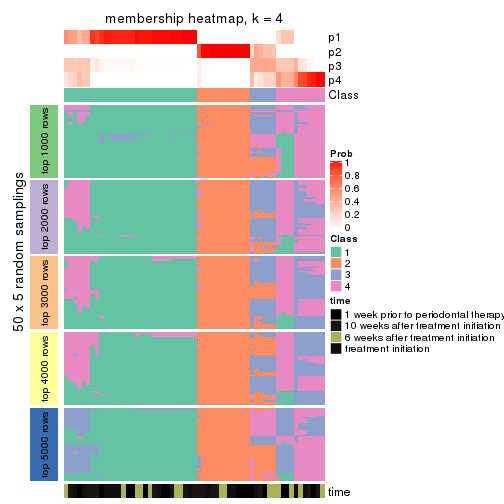 membership heatmap, k = 4
p1
p2
p3
p4
Class
50 x 5 random samplings
top 1000 rows
top 2000 rows
top 3000 rows
top 4000 rows
top 5000 rows
time
Prob
1
0.8
0.6
0.4
0.2
0
Class
1
2
3
4
time
1 week prior to periodontal therapy
10 weeks after treatment initiation
6 weeks after treatment initiation
treatment initiation